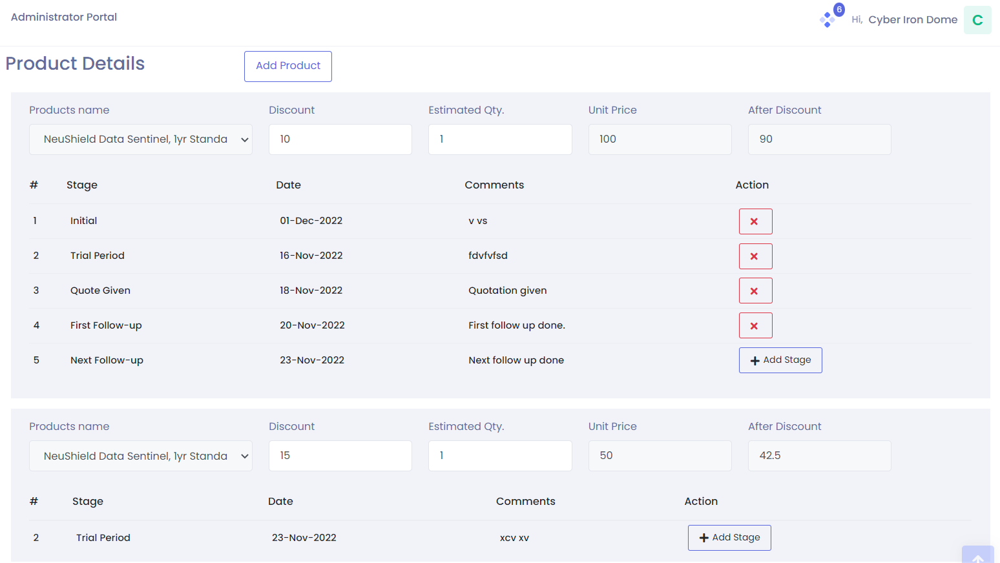 Administrator Portal
6
Hi, Cyber Iron Dome C
Product Details Add Product
Products name Discount Estimated Qty. Unit Price After Discount
NeuShield Data Sentinel, 1yr Standa 10 1 100 90
# Stage Date Comments Action
1 Initial 01-Dec-2022 v vs
2 Trial Period 16-Nov-2022 fdvfvfsd
3 Quote Given 18-Nov-2022 Quotation given
4 First Follow-up 20-Nov-2022 First follow up done.
5 Next Follow-up 23-Nov-2022 Next follow up done Add Stage
Products name Discount Estimated Qty. Unit Price After Discount
NeuShield Data Sentinel, 1yr Standa 15 1 50 42.5
# Stage Date Comments Action
2 Trial Period 23-Nov-2022 xcv xv Add Stage